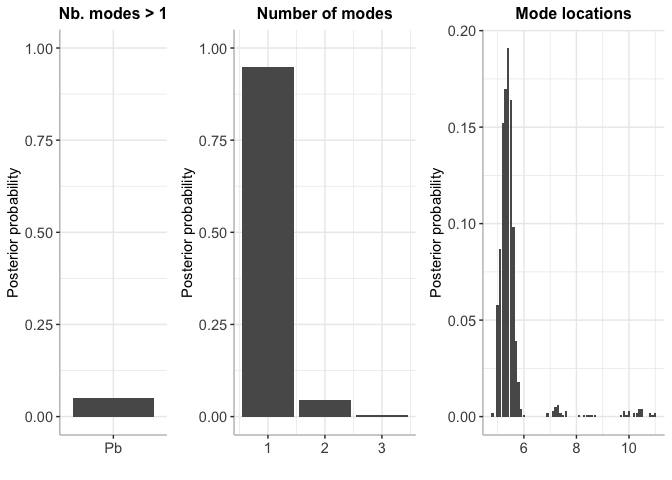 Nb. modes > 1
Posterior probability
1.00
0.75
0.50
0.25
0.00
Pb
Number of modes
Posterior probability
1.00
0.75
0.50
0.25
0.00
1 2 3
Mode locations
Posterior probability
0.20
0.15
0.10
0.05
0.00
6 8 10